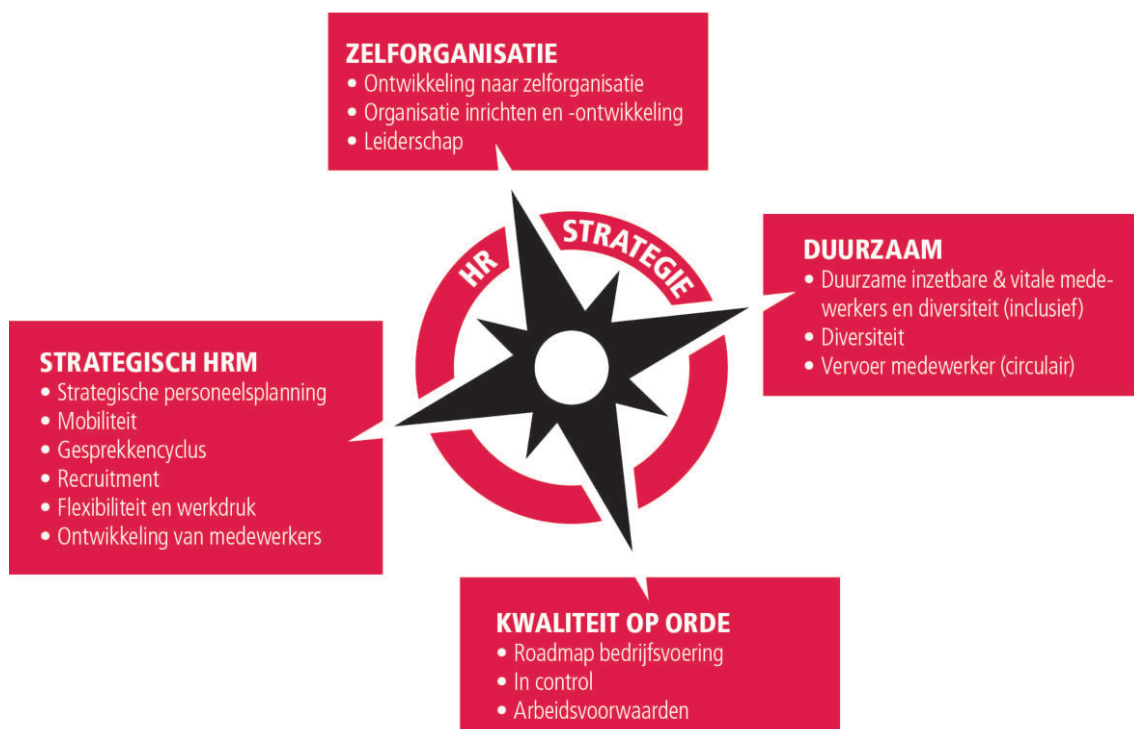 ZELFORGANISATIE
• Ontwikkeling naar zelforganisatie
• Organisatie inrichten en -ontwikkeling
• Leiderschap
HR STRATEGIE
DUURZAAM
• Duurzame inzetbare & vitale mede-
werkers en diversiteit (inclusief)
• Diversiteit
• Vervoer medewerker (circulair)
STRATEGISCH HRM
• Strategische personeelsplanning
• Mobiliteit
• Gesprekkencyclus
• Recruitment
• Flexibiliteit en werkdruk
• Ontwikkeling van medewerkers
KWALITEIT OP ORDE
• Roadmap bedrijfsvoering
• In control
• Arbeidsvoorwaarden